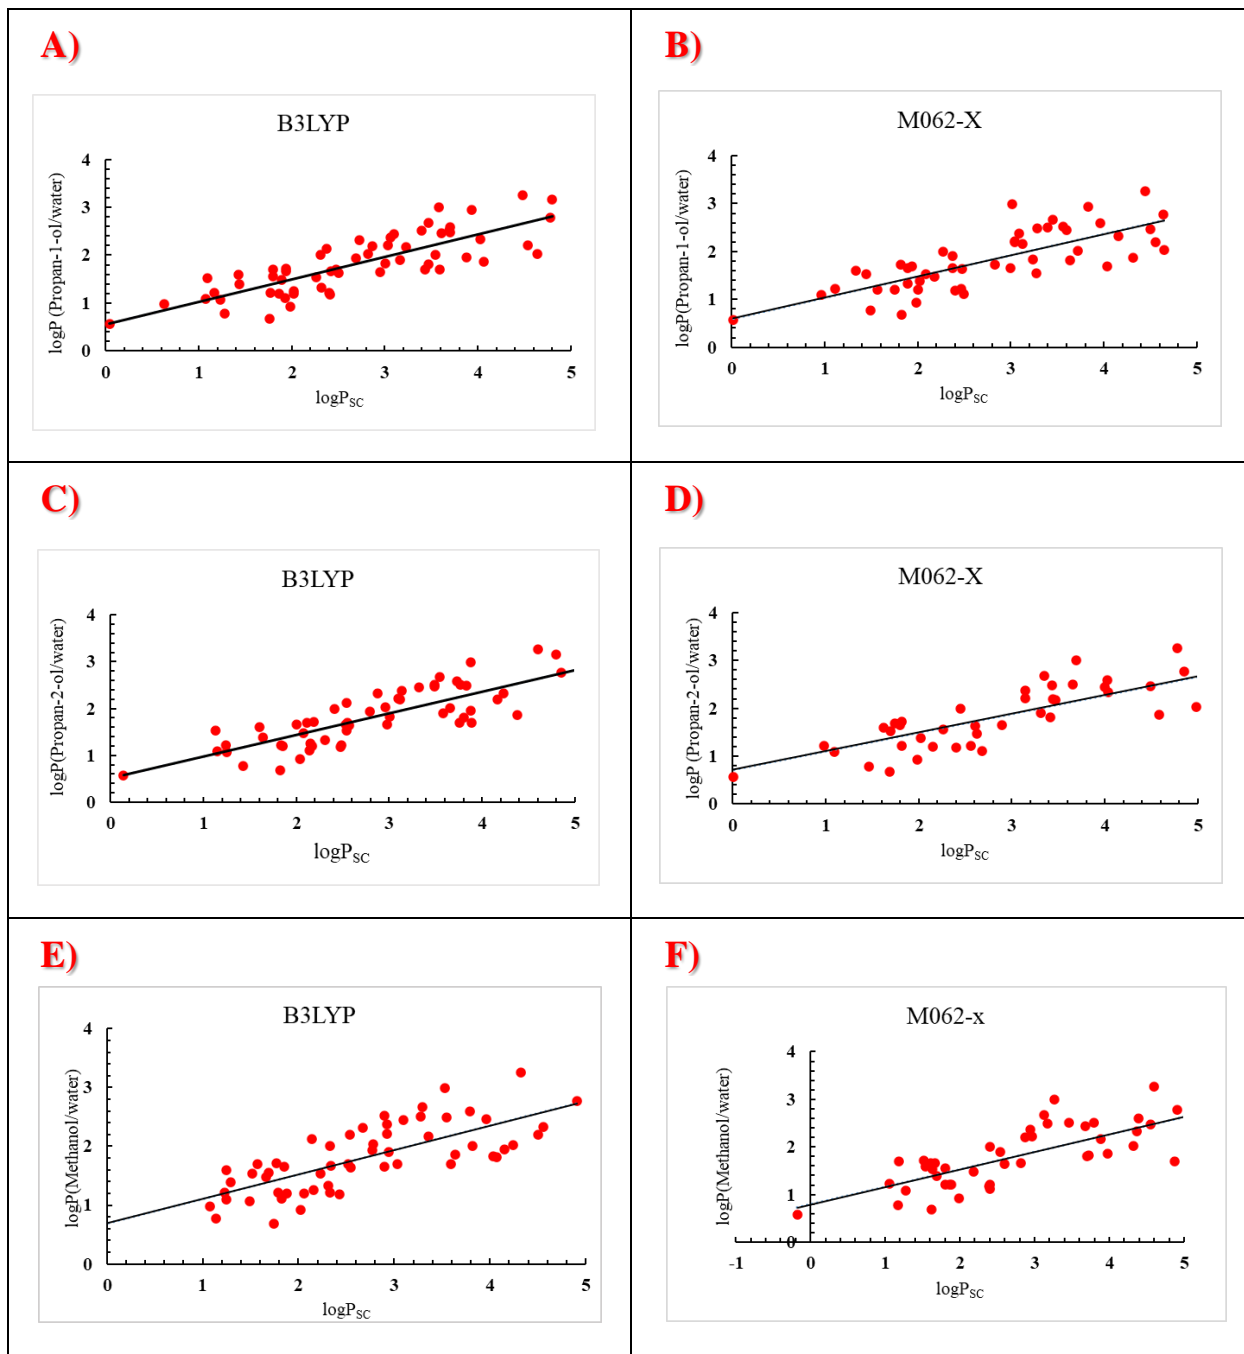 A)
B3LYP
logP (Propan-1-ol/water)
4
3
2
1
0
0 1 2 3 4 5
logPSC
B)
M062-X
logP(Propan-1-ol/water)
4
3
2
1
0
0 1 2 3 4 5
logPSC
C)
B3LYP
logP(Propan-2-ol/water)
4
3
2
1
0
0 1 2 3 4 5
logPSC
D)
M062-X
logP (Propan-2-ol/water)
4
3
2
1
0
0 1 2 3 4 5
logPSC
E)
B3LYP
logP(Methanol/water)
4
3
2
1
0
0 1 2 3 4 5
logPSC
F)
M062-x
logP(Methanol/water)
4
3
2
1
0
-1 0 1 2 3 4 5
logPSC